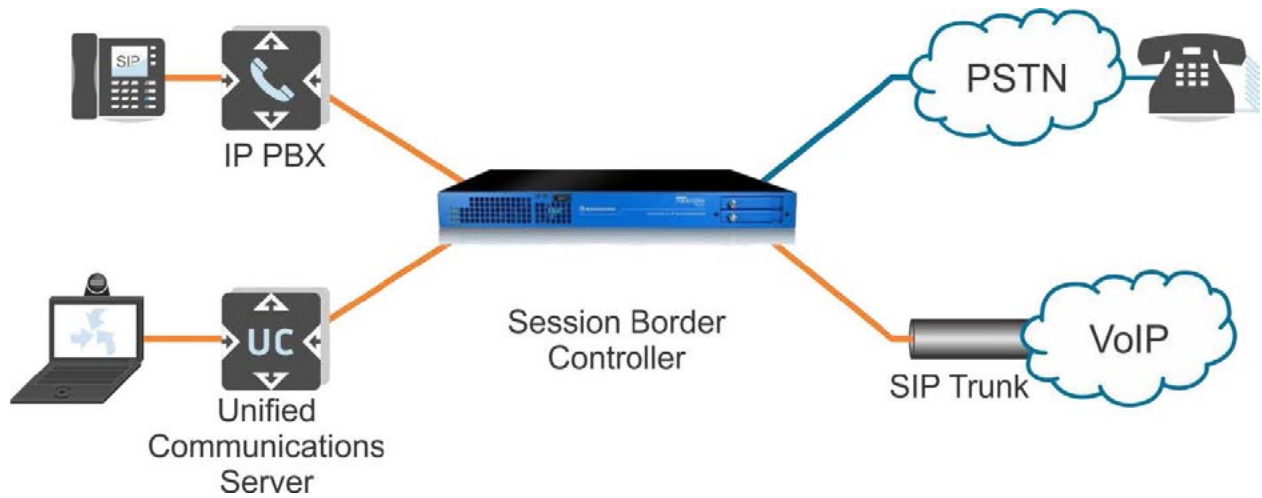 SIP
IP PBX
PSTN
Session Border
Controller
UC
Unified
Communications
Server
SIP Trunk
VoIP